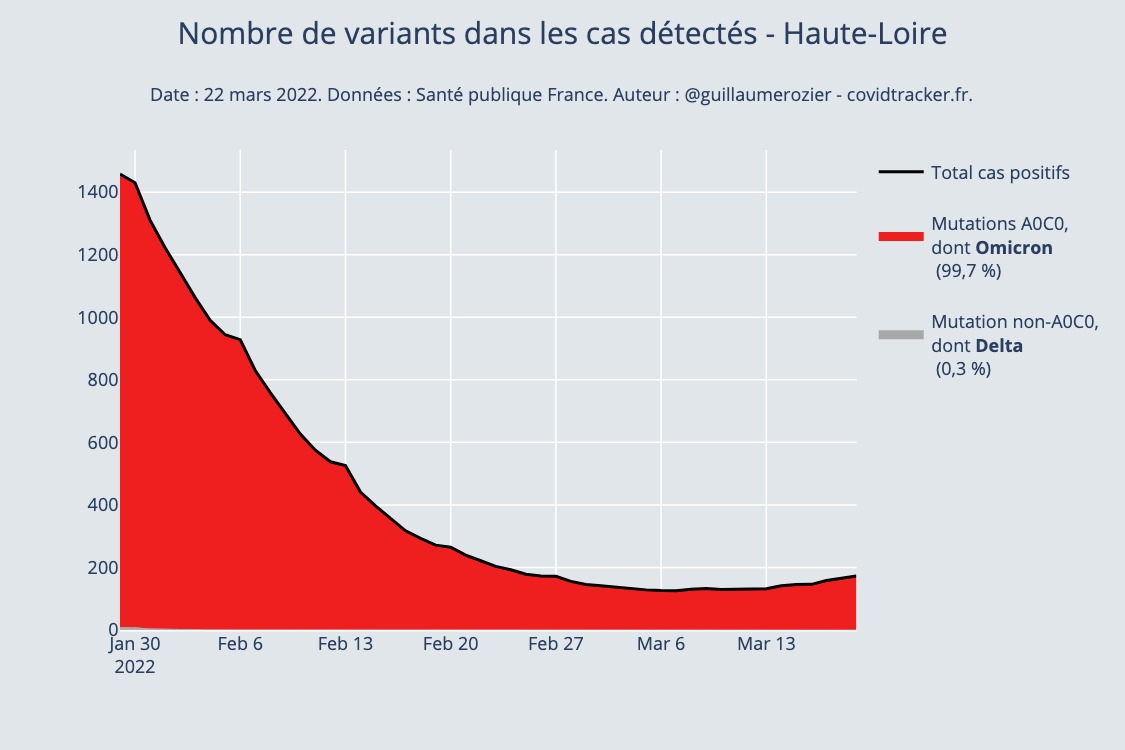 Nombre de variants dans les cas détectés - Haute-Loire
Date : 22 mars 2022. Données : Santé publique France. Auteur : @guillaumerozier - covidtracker.fr.
Total cas positifs
Mutations A0C0,
dont Omicron
(99,7 %)
Mutation non-A0C0,
dont Delta
(0,3 %)
1400
1200
1000
800
600
400
200
0
Jan 30
2022
Feb 6
Feb 13
Feb 20
Feb 27
Mar 6
Mar 13